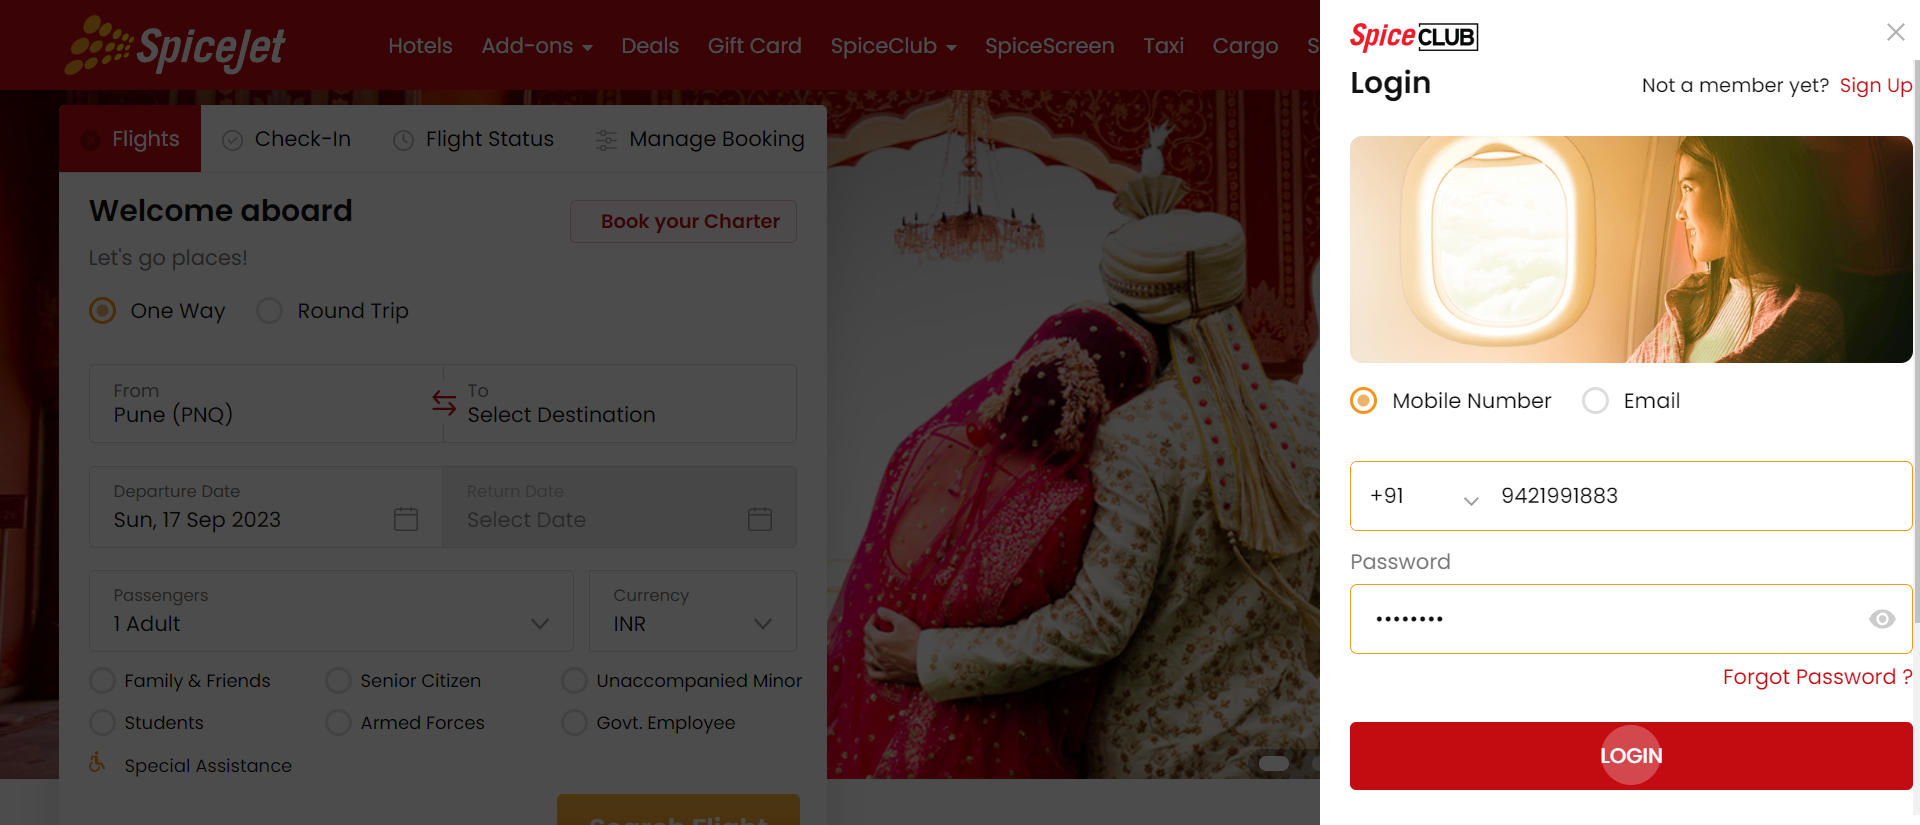 SpiceJet
Hotels Add-ons Deals Gift Card SpiceClub SpiceScreen Taxi Cargo S
Flights Check-In Flight Status Manage Booking
Welcome aboard
Book your Charter
Let's go places!
One Way Round Trip
From To
Pune (PNQ) Select Destination
Departure Date Return Date
Sun, 17 Sep 2023 Select Date
Passengers Currency
1 Adult INR
Family & Friends Senior Citizen Unaccompanied Minor
Students Armed Forces Govt. Employee
Special Assistance
Search Flight
Spice CLUB
Login
Not a member yet? Sign Up
Mobile Number Email
+91 9421991883
Password
••••••••
Forgot Password ?
LOGIN